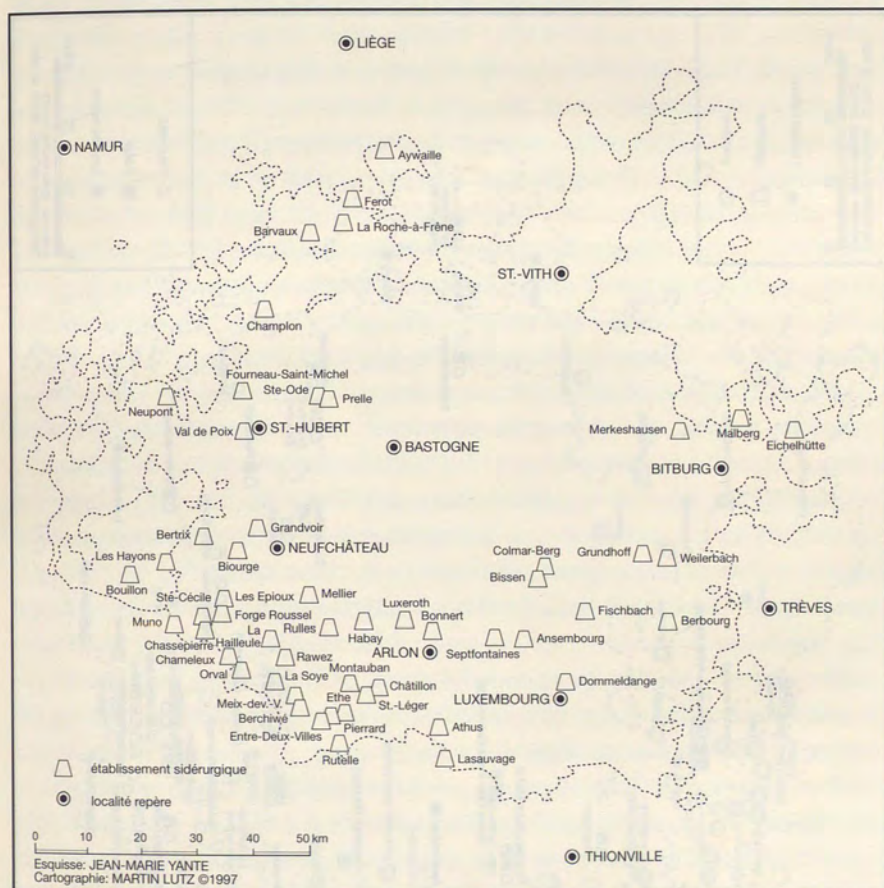 LIÈGE
NAMUR
Aywaille
Ferot
La Roche-à-Frêne
Barvaux
ST.-VITH
Champlon
Fourneau-Saint-Michel
Ste-Ode
Prelle
Neupont
Val de Poix
ST.-HUBERT
BASTOGNE
Merkeshausen
Malberg
Eichelhütte
BITBURG
Grandvoir
Bertrix
NEUFCHÂTEAU
Biourge
Les Hayons
Bouillon
Colmar-Berg
Bissen
Grundhoff
Weilerbach
Sté-Cécile
Les Epioux
Mellier
Forge Roussel
Muno
Chassepierre
La
Hailleule
Rulles
Habay
Luxeroth
Bonnert
Fischbach
Berbourg
TRÈVES
ARLON
Septfontaines
Ansembourg
Chameleux
Rawez
Orval
La Soye
Montauban
Châtillon
St.-Léger
Dommeldange
LUXEMBOURG
Meix-dev.-V.
Berchiwé
Ethe
Pierrard
Entre-Deux-Villes
Rutelle
Athus
Lasauvage
établissement sidérurgique
localité repère
0 10 20 30 40 50 km
THIONVILLE
Esquisse: JEAN-MARIE YANTE
Cartographie: MARTIN LUTZ ©1997